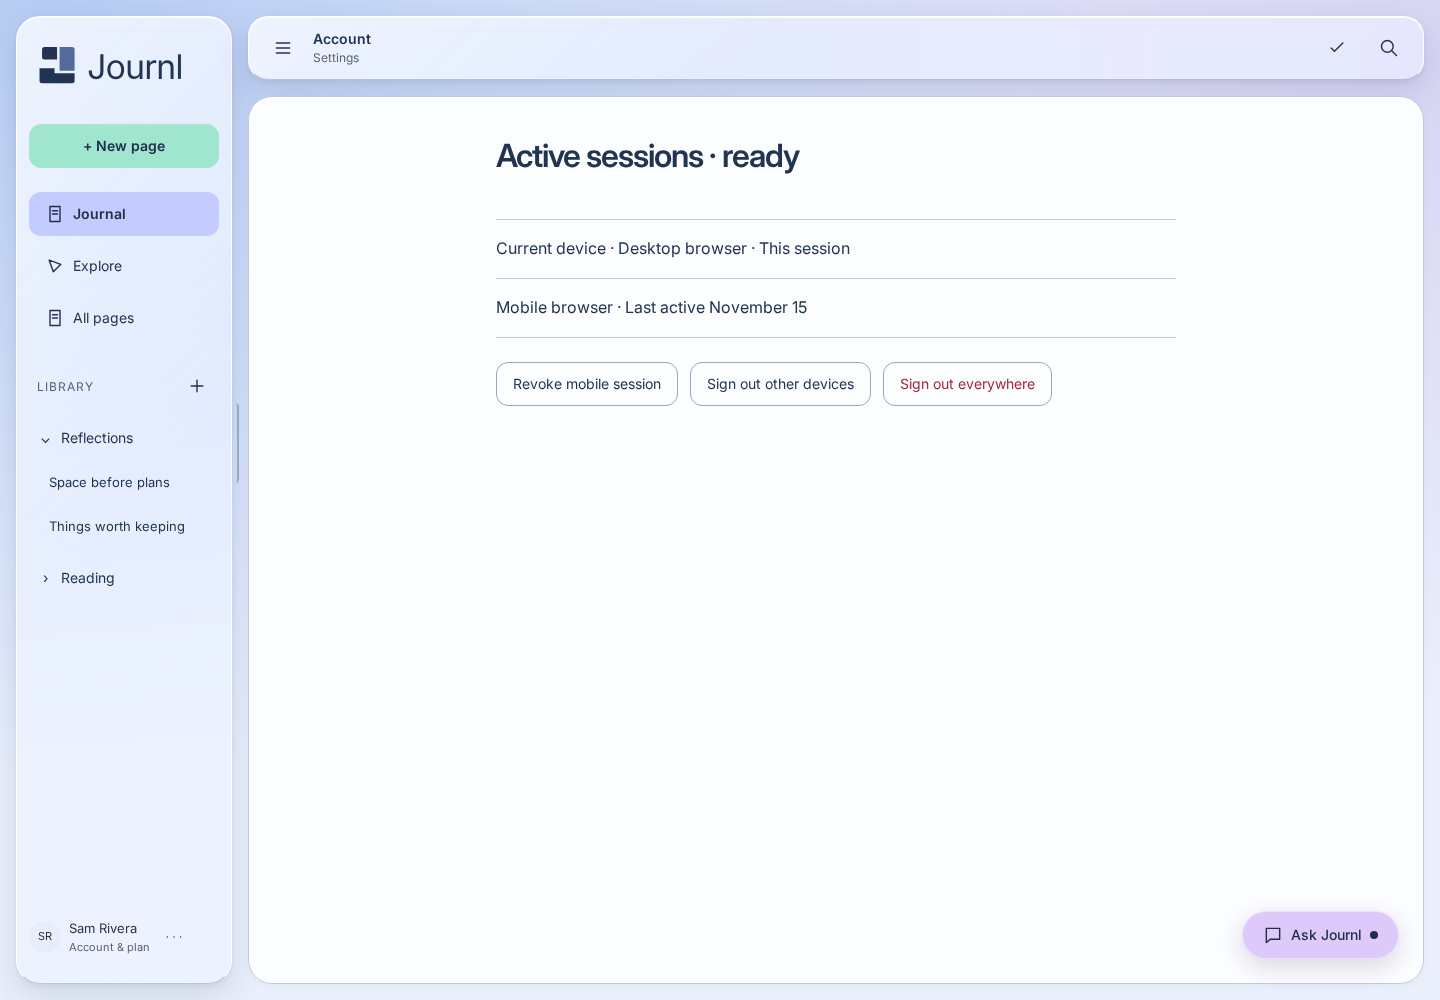 Journl
+ New page
Journal
Explore
All pages
LIBRARY
Reflections
Space before plans
Things worth keeping
Reading
SR
Sam Rivera
Account & plan
Account
Settings
Active sessions · ready
Current device · Desktop browser · This session
Mobile browser · Last active November 15
Revoke mobile session
Sign out other devices
Sign out everywhere
Ask Journl